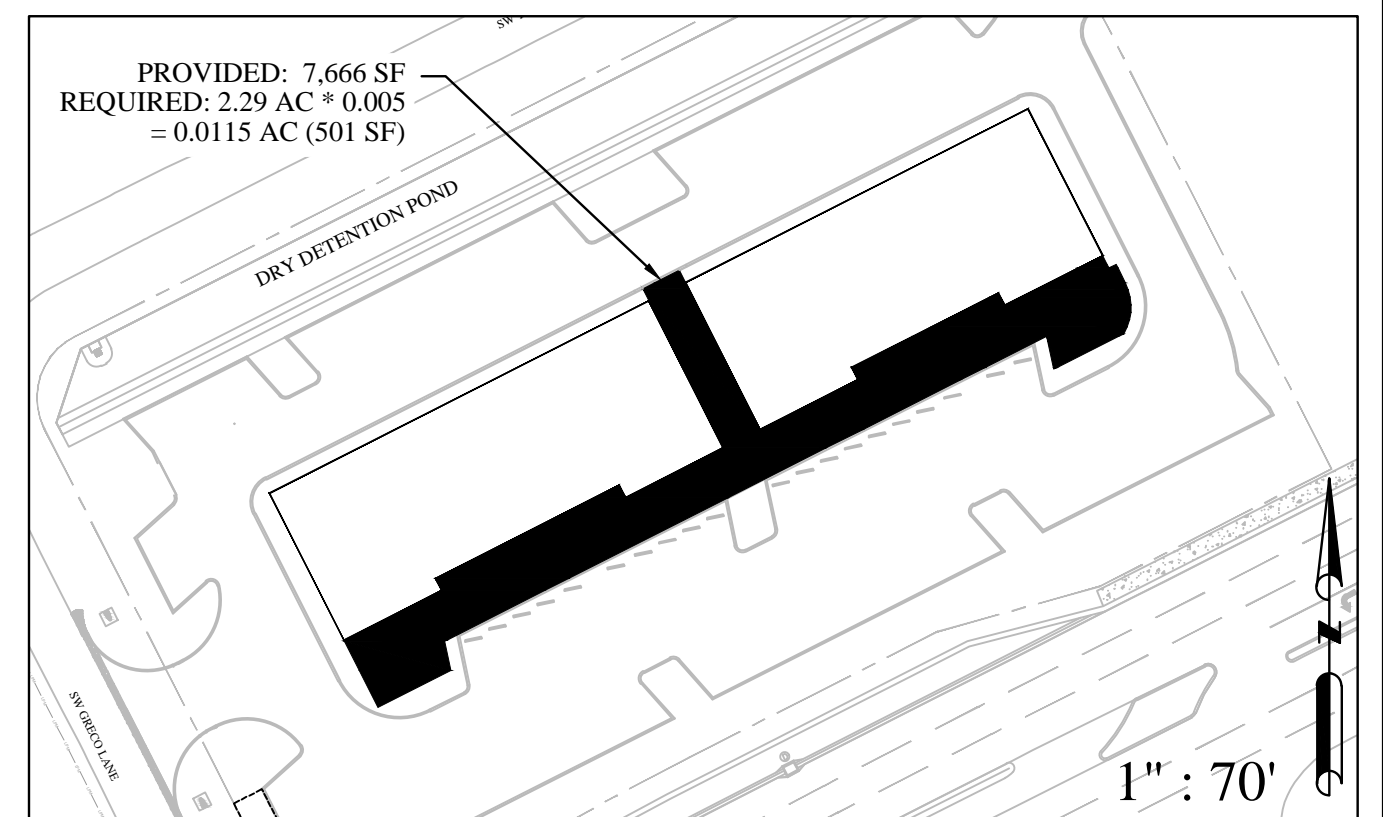 SW
PROVIDED: 7,666 SF
REQUIRED: 2.29 AC * 0.005
= 0.0115 AC (501 SF)
DRY DETENTION POND
SW GRECO LANE
N
1" : 70'